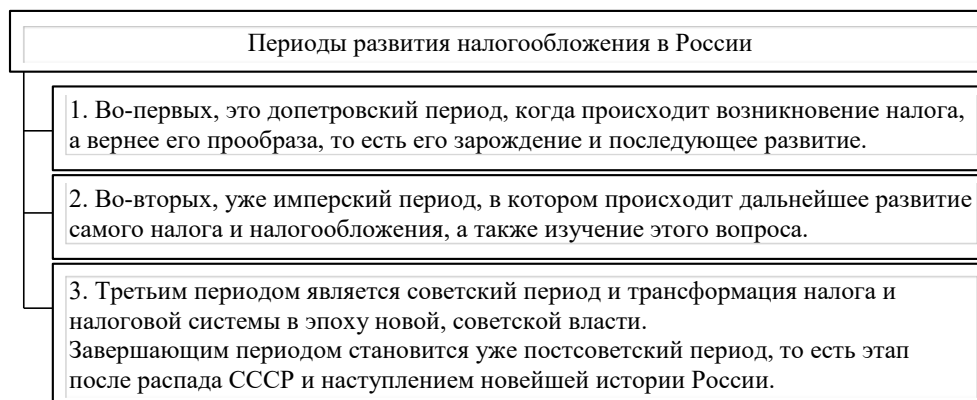 Периоды развития налогообложения в России
1. Во-первых, это допетровский период, когда происходит возникновение налога,
а вернее его прообраза, то есть его зарождение и последующее развитие.
2. Во-вторых, уже имперский период, в котором происходит дальнейшее развитие
самого налога и налогообложения, а также изучение этого вопроса.
3. Третьим периодом является советский период и трансформация налога и
налоговой системы в эпоху новой, советской власти.
Завершающим периодом становится уже постсоветский период, то есть этап
после распада СССР и наступлением новейшей истории России.